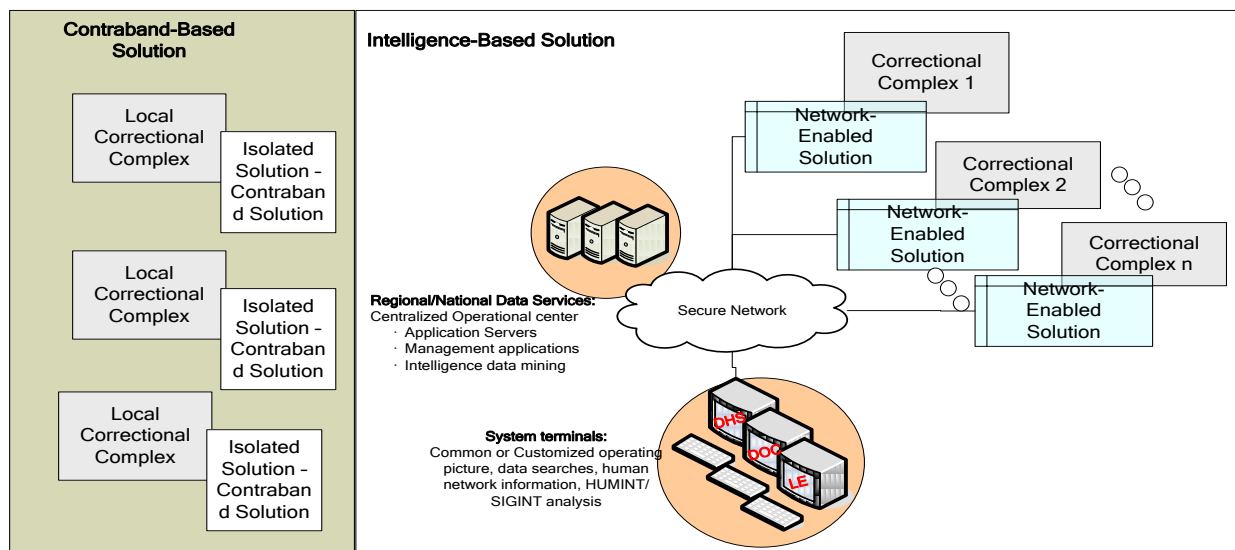 Contraband-Based
Solution
Local
Correctional
Complex
Isolated
Solution –
Contraban
d Solution
Local
Correctional
Complex
Isolated
Solution –
Contraban
d Solution
Local
Correctional
Complex
Isolated
Solution –
Contraban
d Solution
Intelligence-Based Solution
Correctional
Complex 1
Network-
Enabled
Solution
Correctional
Complex 2
Network-
Enabled
Solution
Correctional
Complex n
Network-
Enabled
Solution
Secure Network
Regional/National Data Services:
Centralized Operational center
· Application Servers
· Management applications
· Intelligence data mining
System terminals:
Common or Customized operating
picture, data searches, human
network information, HUMINT/
SIGINT analysis
DHS
DOC
LE